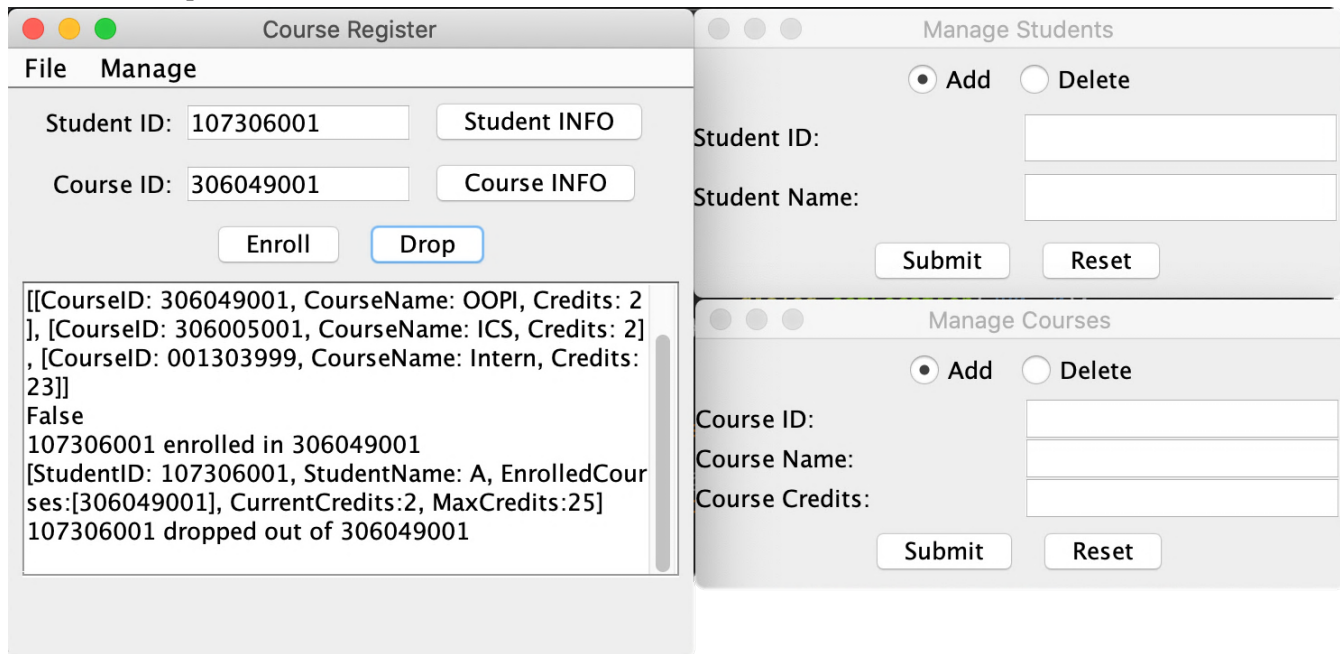 Course Register
File Manage
Student ID: 107306001 Student INFO
Course ID: 306049001 Course INFO
Enroll Drop
[[CourseID: 306049001, CourseName: OOPI, Credits: 2
], [CourseID: 306005001, CourseName: ICS, Credits: 2]
, [CourseID: 001303999, CourseName: Intern, Credits:
23]]
False
107306001 enrolled in 306049001
[StudentID: 107306001, StudentName: A, EnrolledCour
ses:[306049001], CurrentCredits:2, MaxCredits:25]
107306001 dropped out of 306049001
Manage Students
Add Delete
Student ID:
Student Name:
Submit Reset
Manage Courses
Add Delete
Course ID:
Course Name:
Course Credits:
Submit Reset